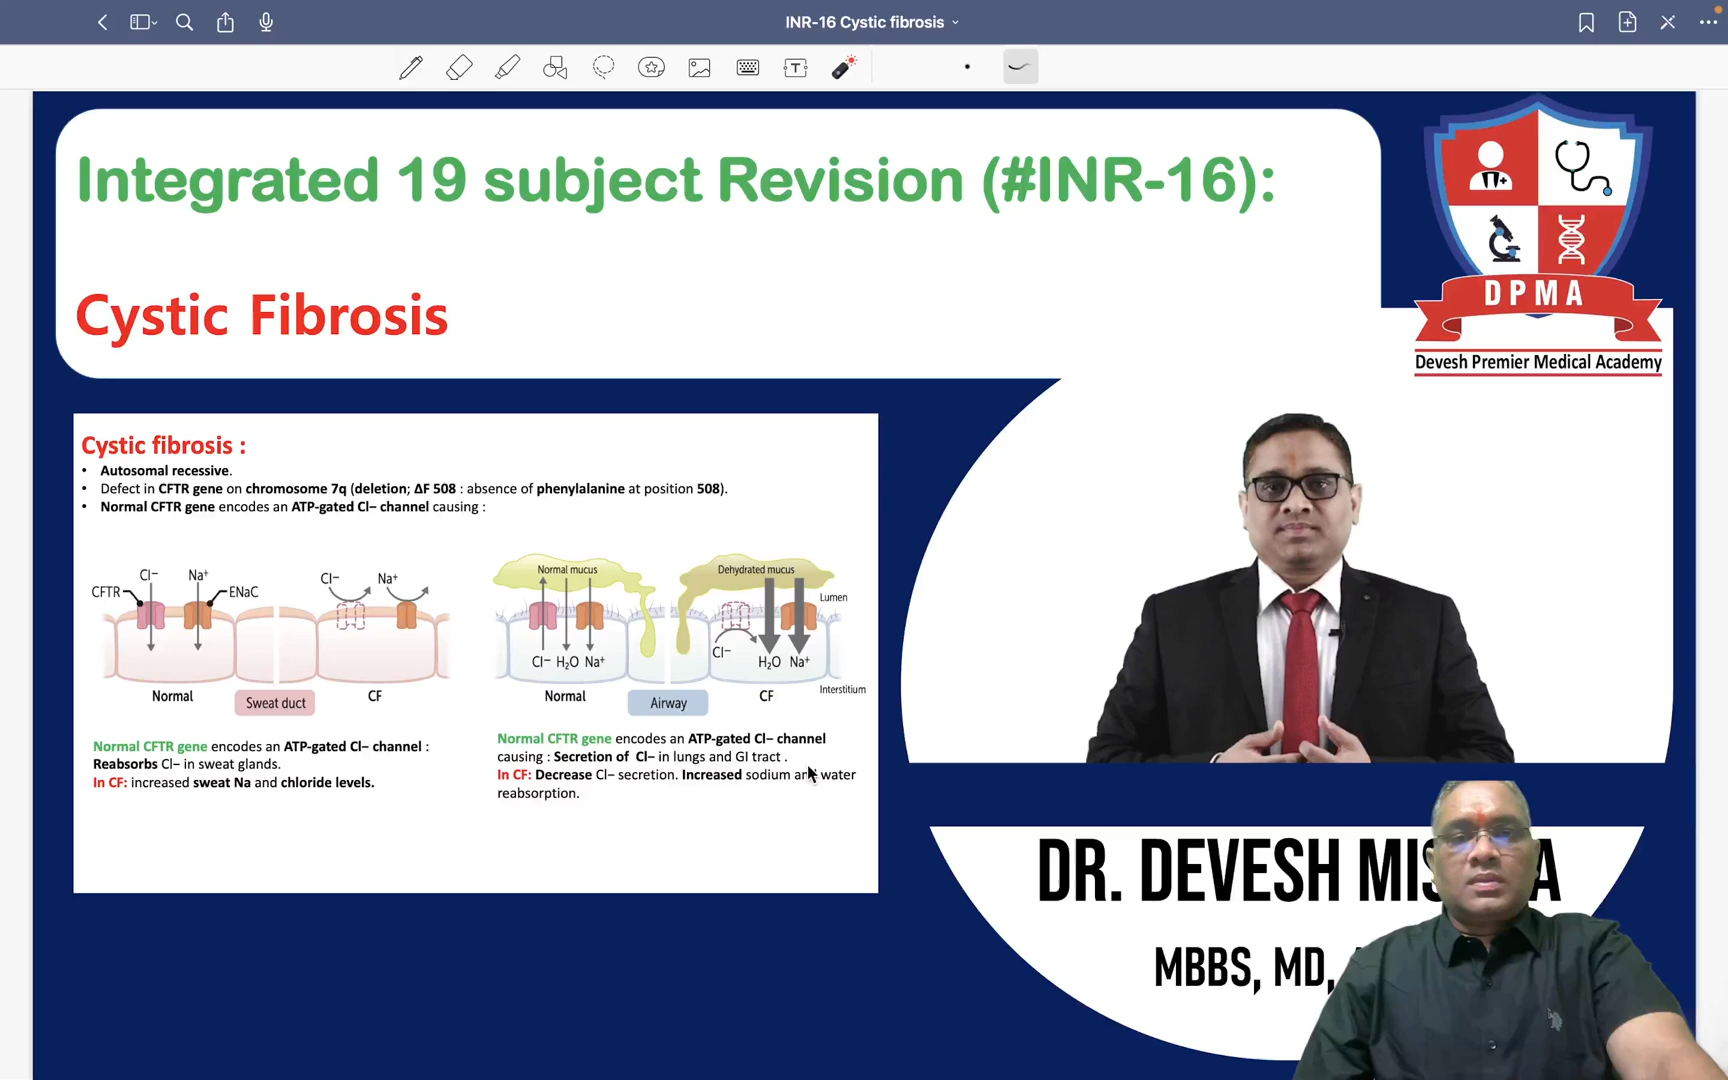 INR-16 Cystic fibrosis
Integrated 19 subject Revision (#INR-16):
Cystic Fibrosis
DPMA
Devesh Premier Medical Academy
Cystic fibrosis :
• Autosomal recessive.
• Defect in CFTR gene on chromosome 7q (deletion; ΔF 508 : absence of phenylalanine at position 508).
• Normal CFTR gene encodes an ATP-gated Cl− channel causing :
CFTR Cl− Na⁺ ENaC
Cl− Na⁺
Normal
Sweat duct
CF
Normal mucus
Dehydrated mucus
Lumen
Cl− H₂O Na⁺
Cl− H₂O Na⁺
Interstitium
Normal
Airway
CF
Normal CFTR gene encodes an ATP-gated Cl− channel :
Reabsorbs Cl− in sweat glands.
In CF: increased sweat Na and chloride levels.
Normal CFTR gene encodes an ATP-gated Cl− channel
causing : Secretion of Cl− in lungs and GI tract .
In CF: Decrease Cl− secretion. Increased sodium and water
reabsorption.
DR. DEVESH
MBBS, MD,